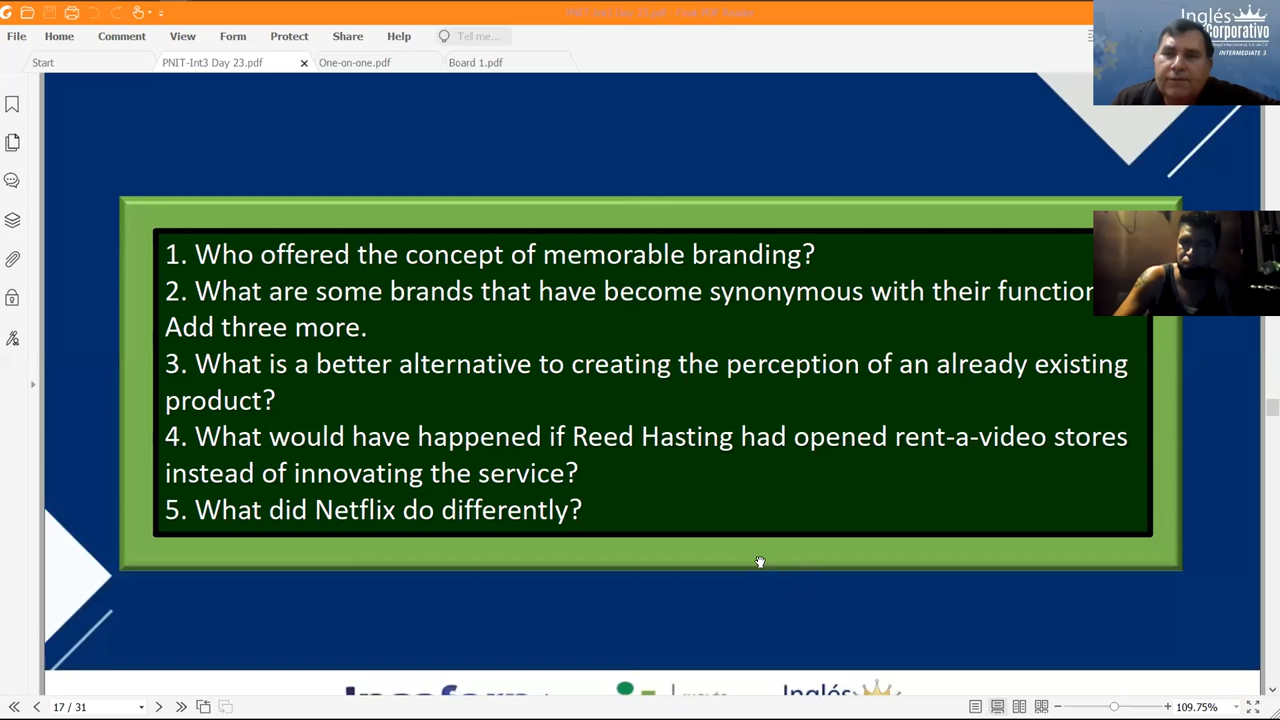 Inglés
Corporativo
INTERMEDIATE 3
File Home Comment View Form Protect Share Help Tell me...
Start PNIT-Int3 Day 23.pdf One-on-one.pdf Board 1.pdf
1. Who offered the concept of memorable branding?
2. What are some brands that have become synonymous with their function
Add three more.
3. What is a better alternative to creating the perception of an already existing
product?
4. What would have happened if Reed Hasting had opened rent-a-video stores
instead of innovating the service?
5. What did Netflix do differently?
Inglés
17 / 31 109.75%